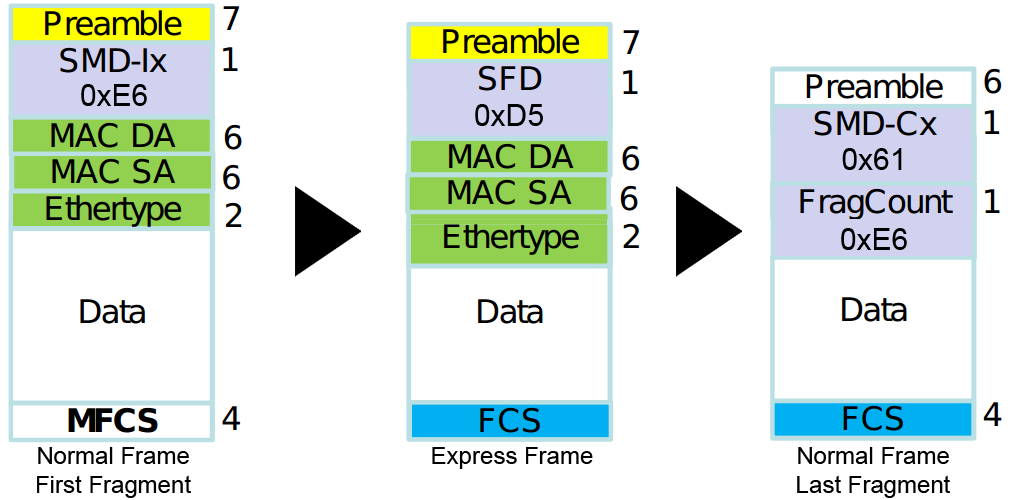 Preamble 7
SMD-Ix 1
0xE6
MAC DA 6
MAC SA 6
Ethertype 2
Data
MFCS 4
Normal Frame
First Fragment
Preamble 7
SFD 1
0xD5
MAC DA 6
MAC SA 6
Ethertype 2
Data
FCS
Express Frame
Preamble 6
SMD-Cx 1
0x61
FragCount 1
0xE6
Data
FCS 4
Normal Frame
Last Fragment